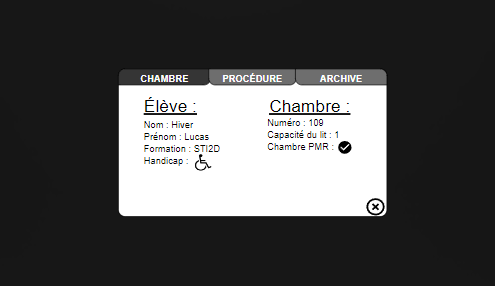 CHAMBRE
PROCÉDURE
ARCHIVE
Élève :
Nom : Hiver
Prénom : Lucas
Formation : STI2D
Handicap :
Chambre :
Numéro : 109
Capacité du lit : 1
Chambre PMR :